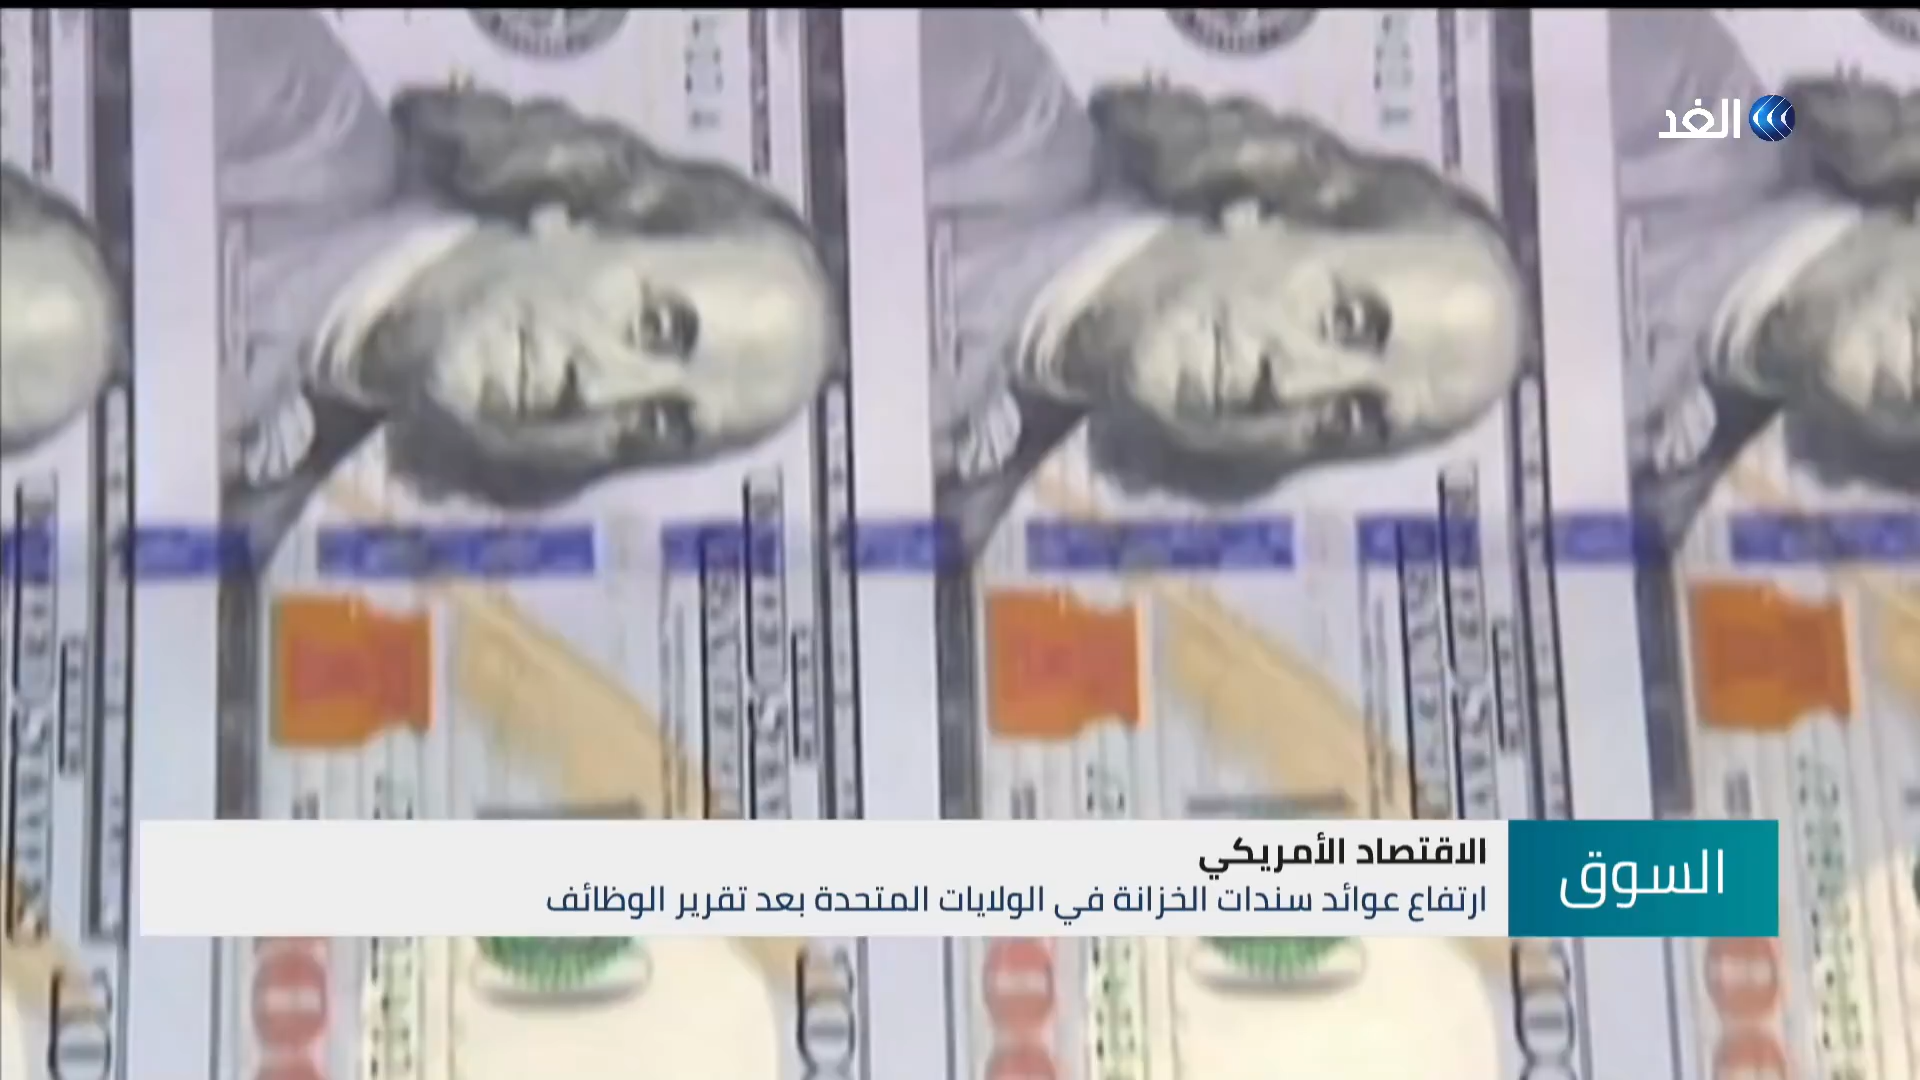 الغد
السوق
الاقتصاد الأمريكي
ارتفاع عوائد سندات الخزانة في الولايات المتحدة بعد تقرير الوظائف